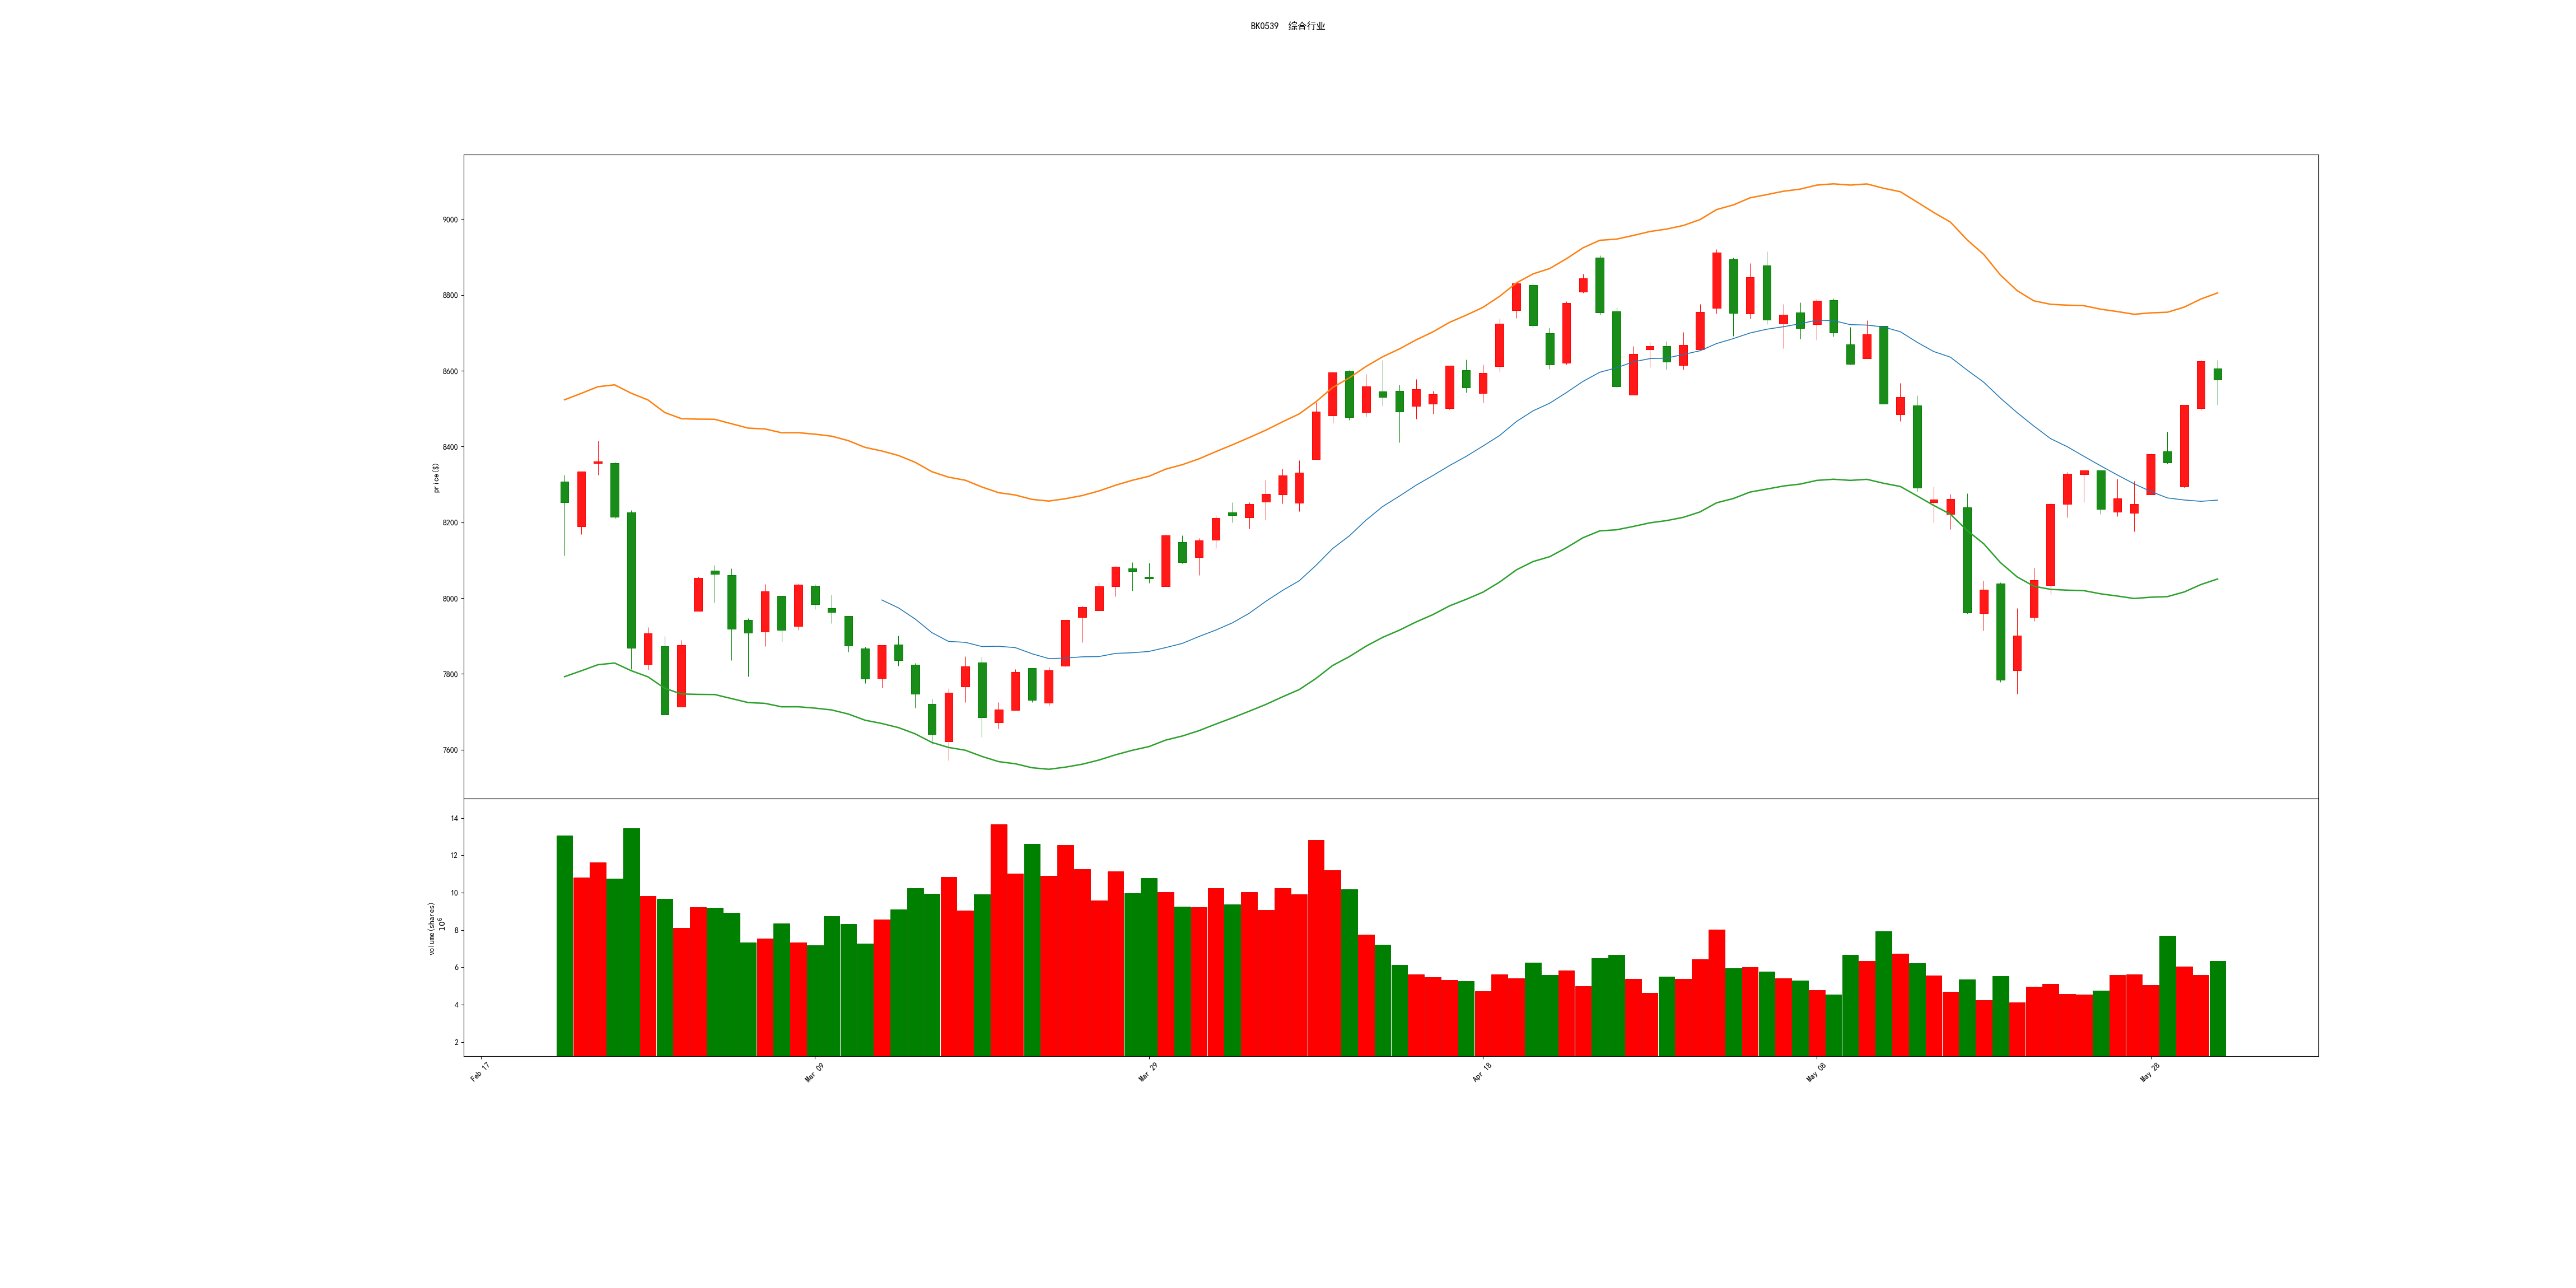 BK0539 综合行业
9000
8800
8600
8400
8200
8000
7800
7600
price($)
14
12
10
8
6
4
2
volume(shares)
10^6
Feb 17
Mar 09
Mar 29
Apr 18
May 08
May 28